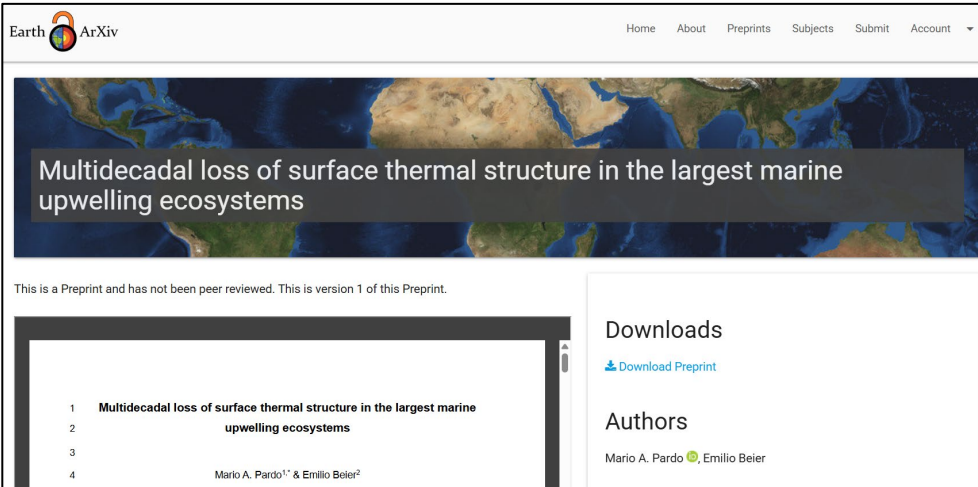 Earth ArXiv
Home About Preprints Subjects Submit Account
Multidecadal loss of surface thermal structure in the largest marine
upwelling ecosystems
This is a Preprint and has not been peer reviewed. This is version 1 of this Preprint.
1 Multidecadal loss of surface thermal structure in the largest marine
2 upwelling ecosystems
3
4 Mario A. Pardo1,* & Emilio Beier2
Downloads
Download Preprint
Authors
Mario A. Pardo iD, Emilio Beier